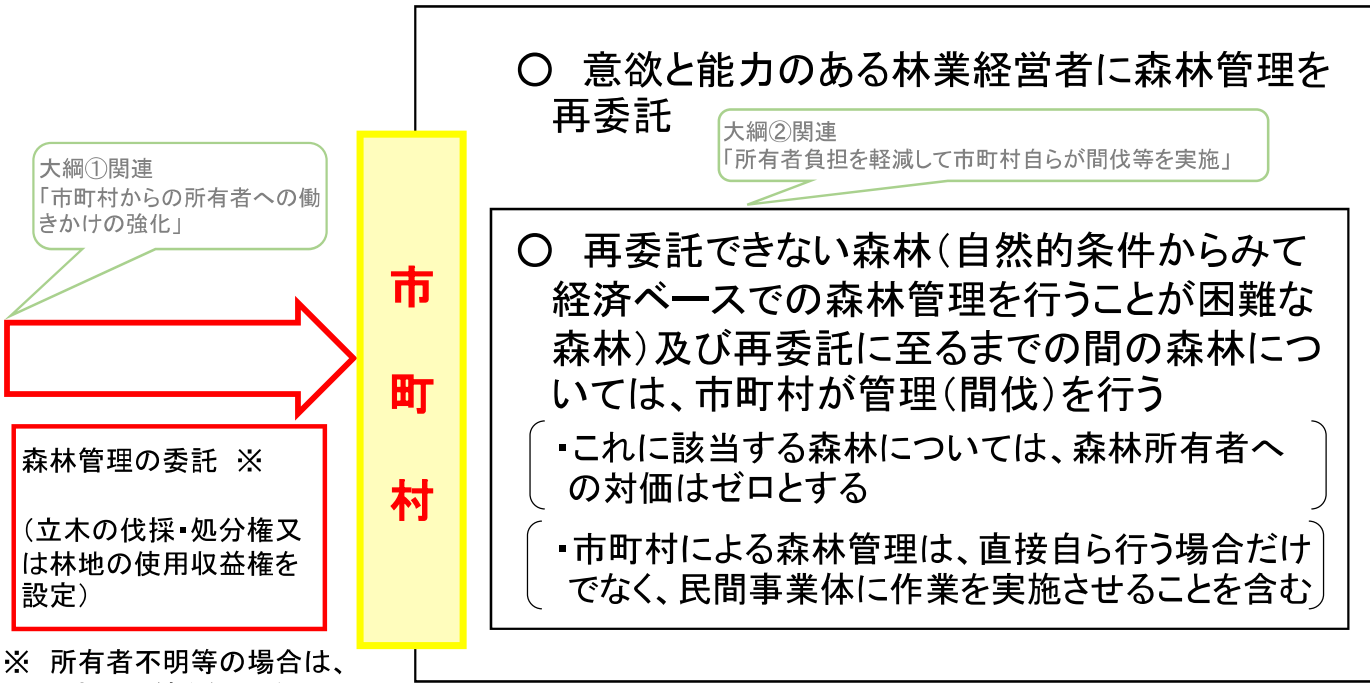 大綱①関連
「市町村からの所有者への働
きかけの強化」
森林管理の委託 ※
(立木の伐採・処分権又
は林地の使用収益権を
設定)
※ 所有者不明等の場合は、
市
町
村
○ 意欲と能力のある林業経営者に森林管理を
再委託
大綱②関連
「所有者負担を軽減して市町村自らが間伐等を実施」
○ 再委託できない森林(自然的条件からみて
経済ベースでの森林管理を行うことが困難な
森林)及び再委託に至るまでの間の森林につ
いては、市町村が管理(間伐)を行う
・これに該当する森林については、森林所有者へ
の対価はゼロとする
・市町村による森林管理は、直接自ら行う場合だけ
でなく、民間事業体に作業を実施させることを含む